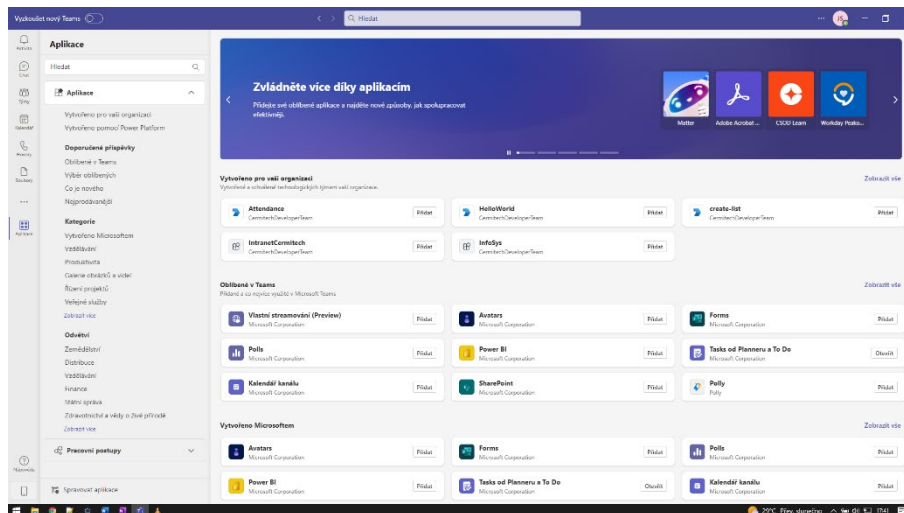 Vyzkoušet nový Teams
Hledat
JS
Aktivita
Chat
Týmy
Kalendář
Hovory
Soubory
Aplikace
Aplikace
Hledat
Aplikace
Vytvořeno pro vaši organizaci
Vytvořeno pomocí Power Platform
Doporučené příspěvky
Oblíbené v Teams
Výběr oblíbených
Co je nového
Nejprodávanější
Kategorie
Vytvořeno Microsoftem
Vzdělávání
Produktivita
Galerie obrázků a videí
Řízení projektů
Veřejné služby
Zobrazit více
Odvětví
Zemědělství
Distribuce
Vzdělávání
Finance
Státní správa
Zdravotnictví a vědy o živé přírodě
Zobrazit více
Pracovní postupy
Spravovat aplikace
Nápověda
Zvládněte více díky aplikacím
Přidejte své oblíbené aplikace a najděte nové způsoby, jak spolupracovat
efektivněji.
Matter
Adobe Acrobat ...
CSOD Learn
Workday Peako...
Vytvořeno pro vaši organizaci
Zobrazit vše
Vytvořené a schválené technologickým týmem vaší organizace.
Attendance
CermitechDeveloperTeam
Přidat
HelloWorld
CermitechDeveloperTeam
Přidat
create-list
CermitechDeveloperTeam
Přidat
IntranetCermitech
CermitechDeveloperTeam
Přidat
InfoSys
CermitechDeveloperTeam
Přidat
Oblíbené v Teams
Zobrazit vše
Přidané a co nejvíce využité v Microsoft Teams
Vlastní streamování (Preview)
Microsoft Corporation
Přidat
Avatars
Microsoft Corporation
Přidat
Forms
Microsoft Corporation
Přidat
Polls
Microsoft Corporation
Přidat
Power BI
Microsoft Corporation
Přidat
Tasks od Planneru a To Do
Microsoft Corporation
Otevřít
Kalendář kanálu
Microsoft Corporation
Přidat
SharePoint
Microsoft Corporation
Přidat
Polly
Polly
Přidat
Vytvořeno Microsoftem
Zobrazit vše
Avatars
Microsoft Corporation
Přidat
Forms
Microsoft Corporation
Přidat
Polls
Microsoft Corporation
Přidat
Power BI
Microsoft Corporation
Přidat
Tasks od Planneru a To Do
Microsoft Corporation
Otevřít
Kalendář kanálu
Microsoft Corporation
Přidat
29°C Přev. slunečno
17:41